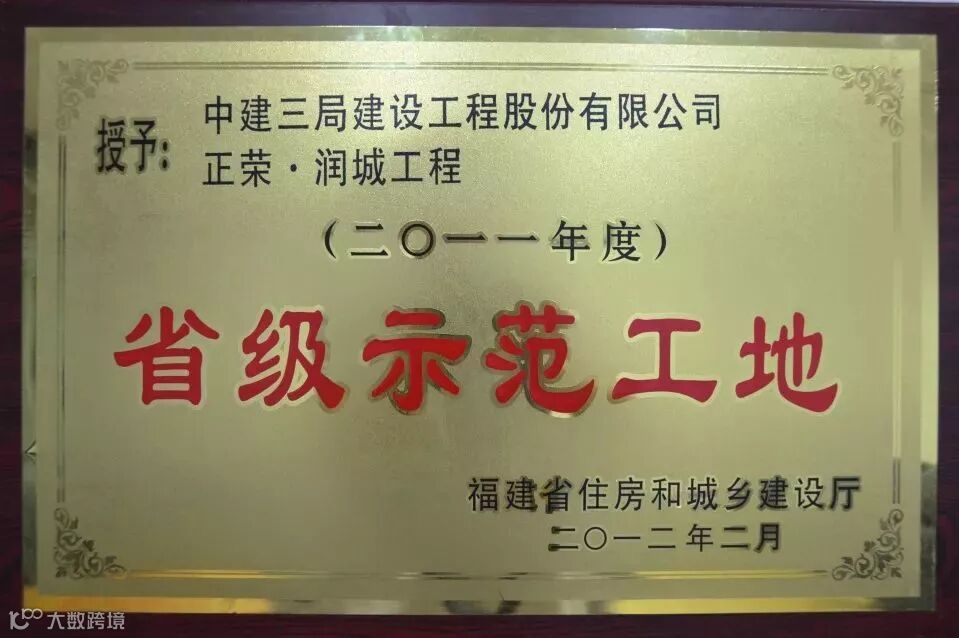 授予:
中建三局建设工程股份有限公司
正荣·润城工程
(二〇一一年度)
省级示范工地
福建省住房和城乡建设厅
二〇一二年二月
大数跨境